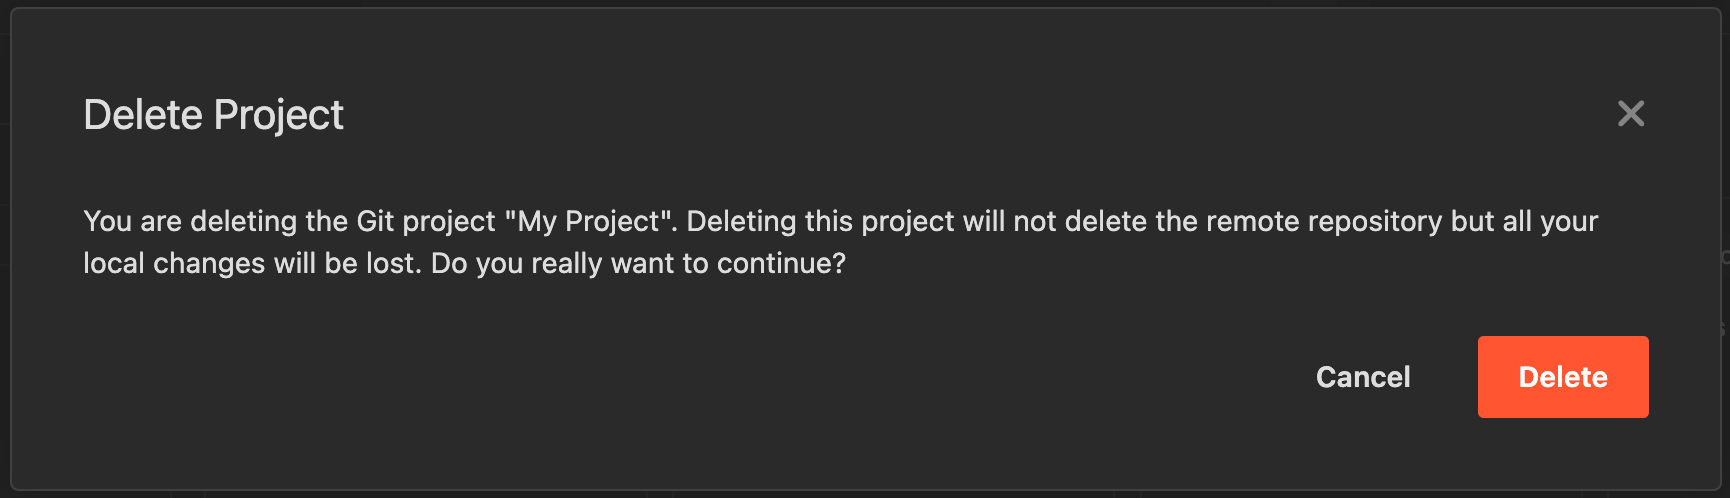 Delete Project
You are deleting the Git project "My Project". Deleting this project will not delete the remote repository but all your
local changes will be lost. Do you really want to continue?
Cancel
Delete